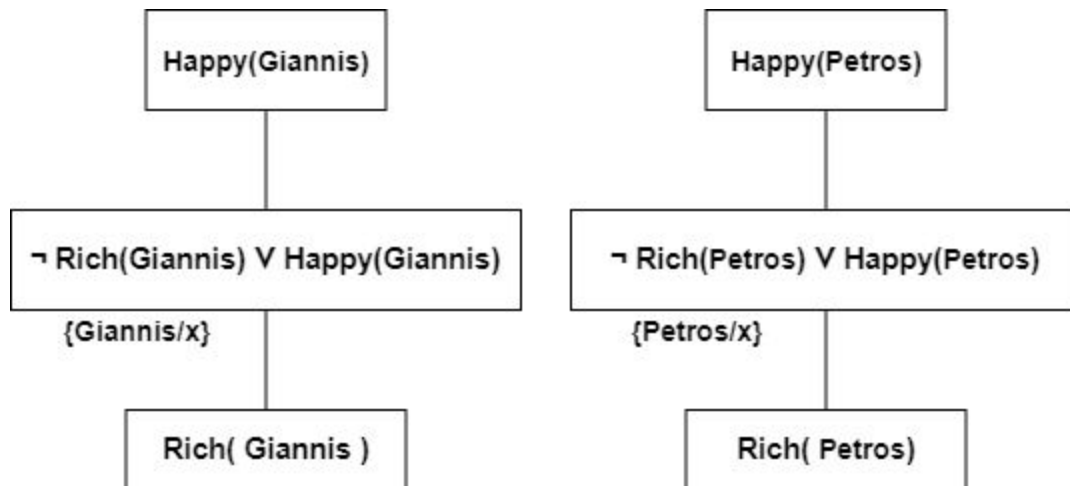 Happy(Giannis)
¬ Rich(Giannis) V Happy(Giannis)
{Giannis/x}
Rich( Giannis )
Happy(Petros)
¬ Rich(Petros) V Happy(Petros)
{Petros/x}
Rich( Petros)